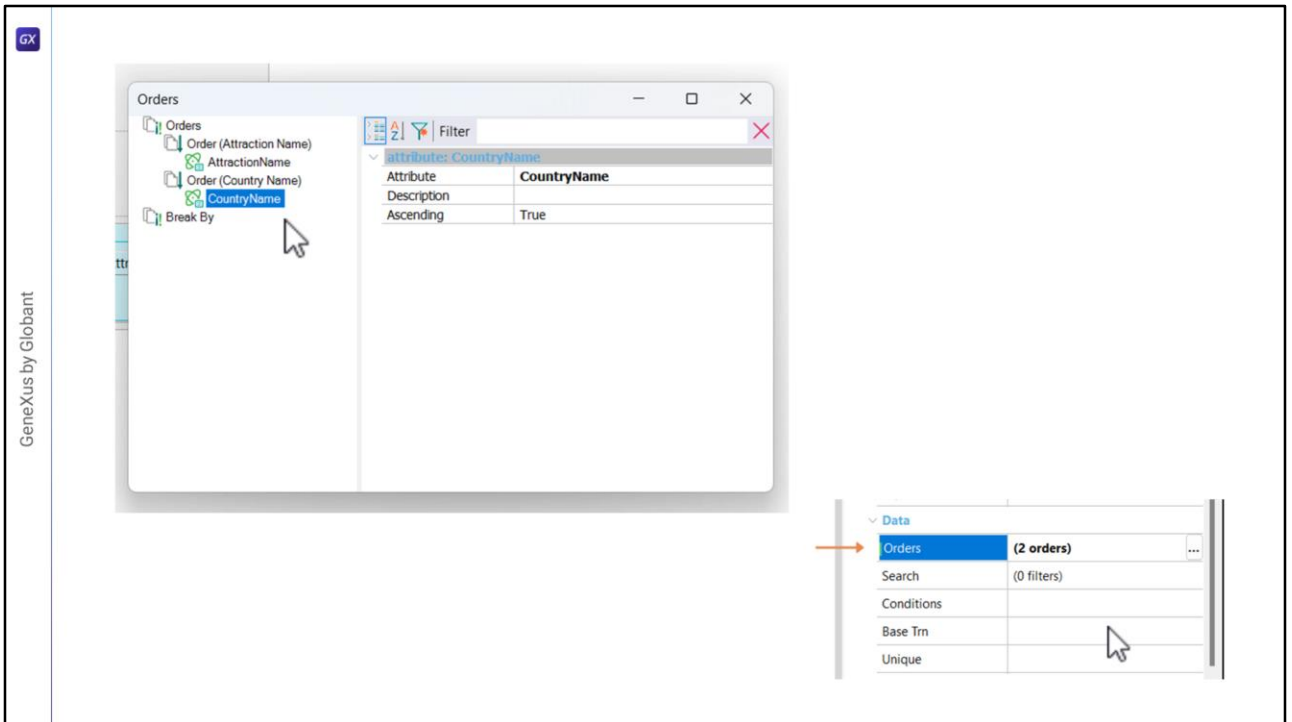 GX
GeneXus by Globant
Orders
Orders
Order (Attraction Name)
AttractionName
Order (Country Name)
CountryName
Break By
Filter
attribute: CountryName
Attribute CountryName
Description
Ascending True
ttr
Data
Orders (2 orders) ...
Search (0 filters)
Conditions
Base Trn
Unique